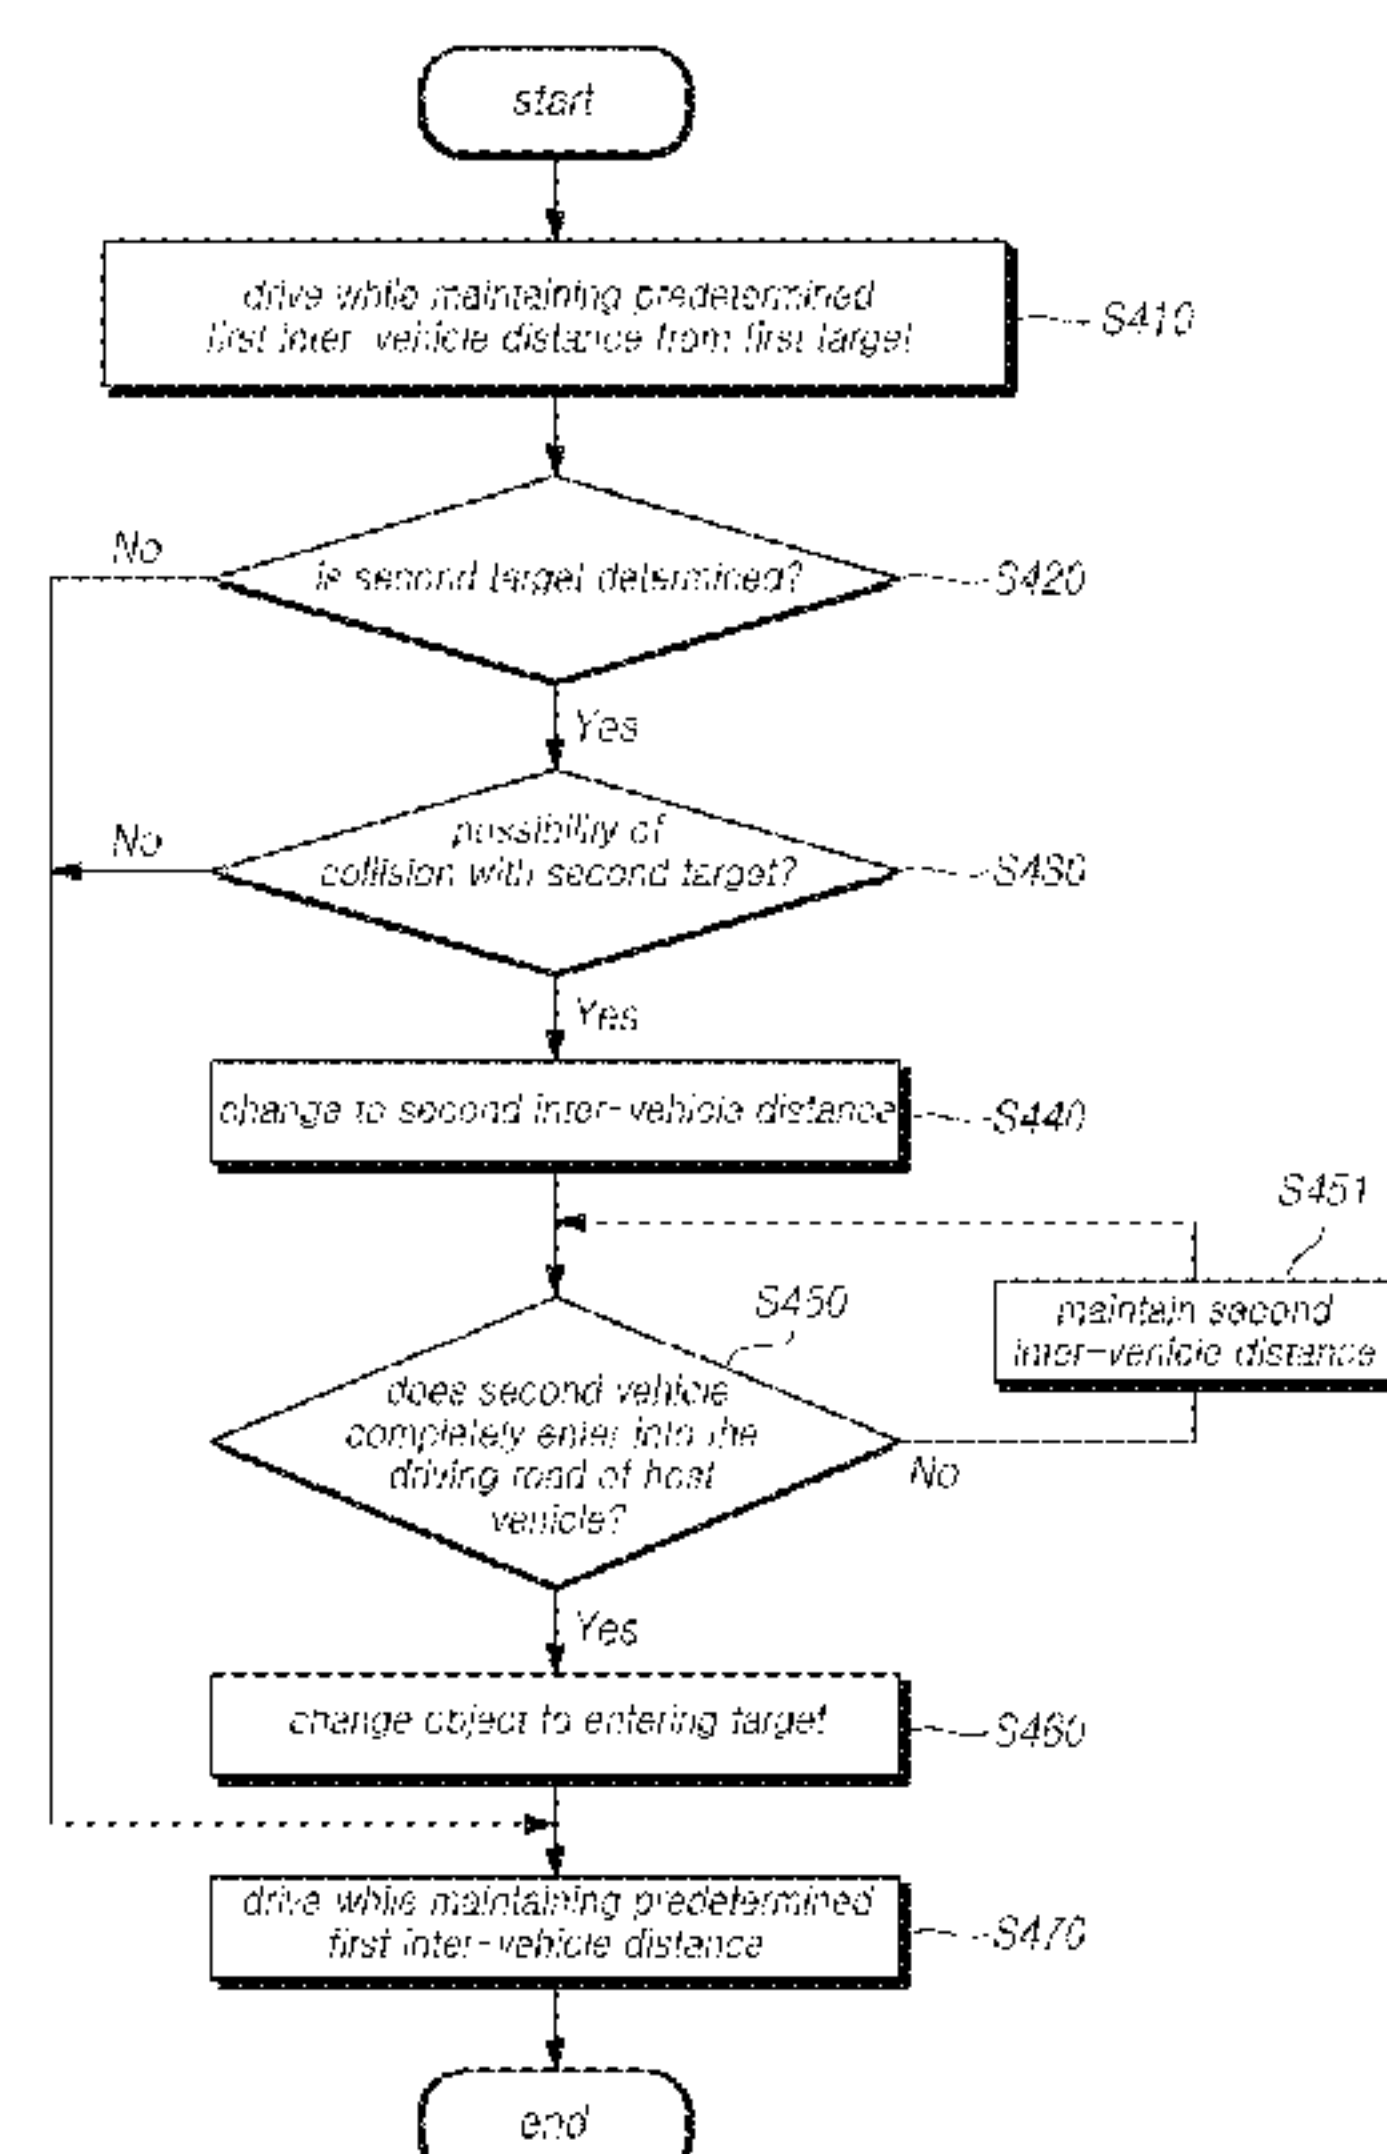 start
drive while maintaining predetermined
first inter-vehicle distance from first target
S410
No
is second target determined?
S420
Yes
No
possibility of
collision with second target?
S430
Yes
change to second inter-vehicle distance
S440
S451
maintain second
inter-vehicle distance
S450
does second vehicle
completely enter into the
driving road of host
vehicle?
No
Yes
change object to entering target
S460
drive while maintaining predetermined
first inter-vehicle distance
S470
end